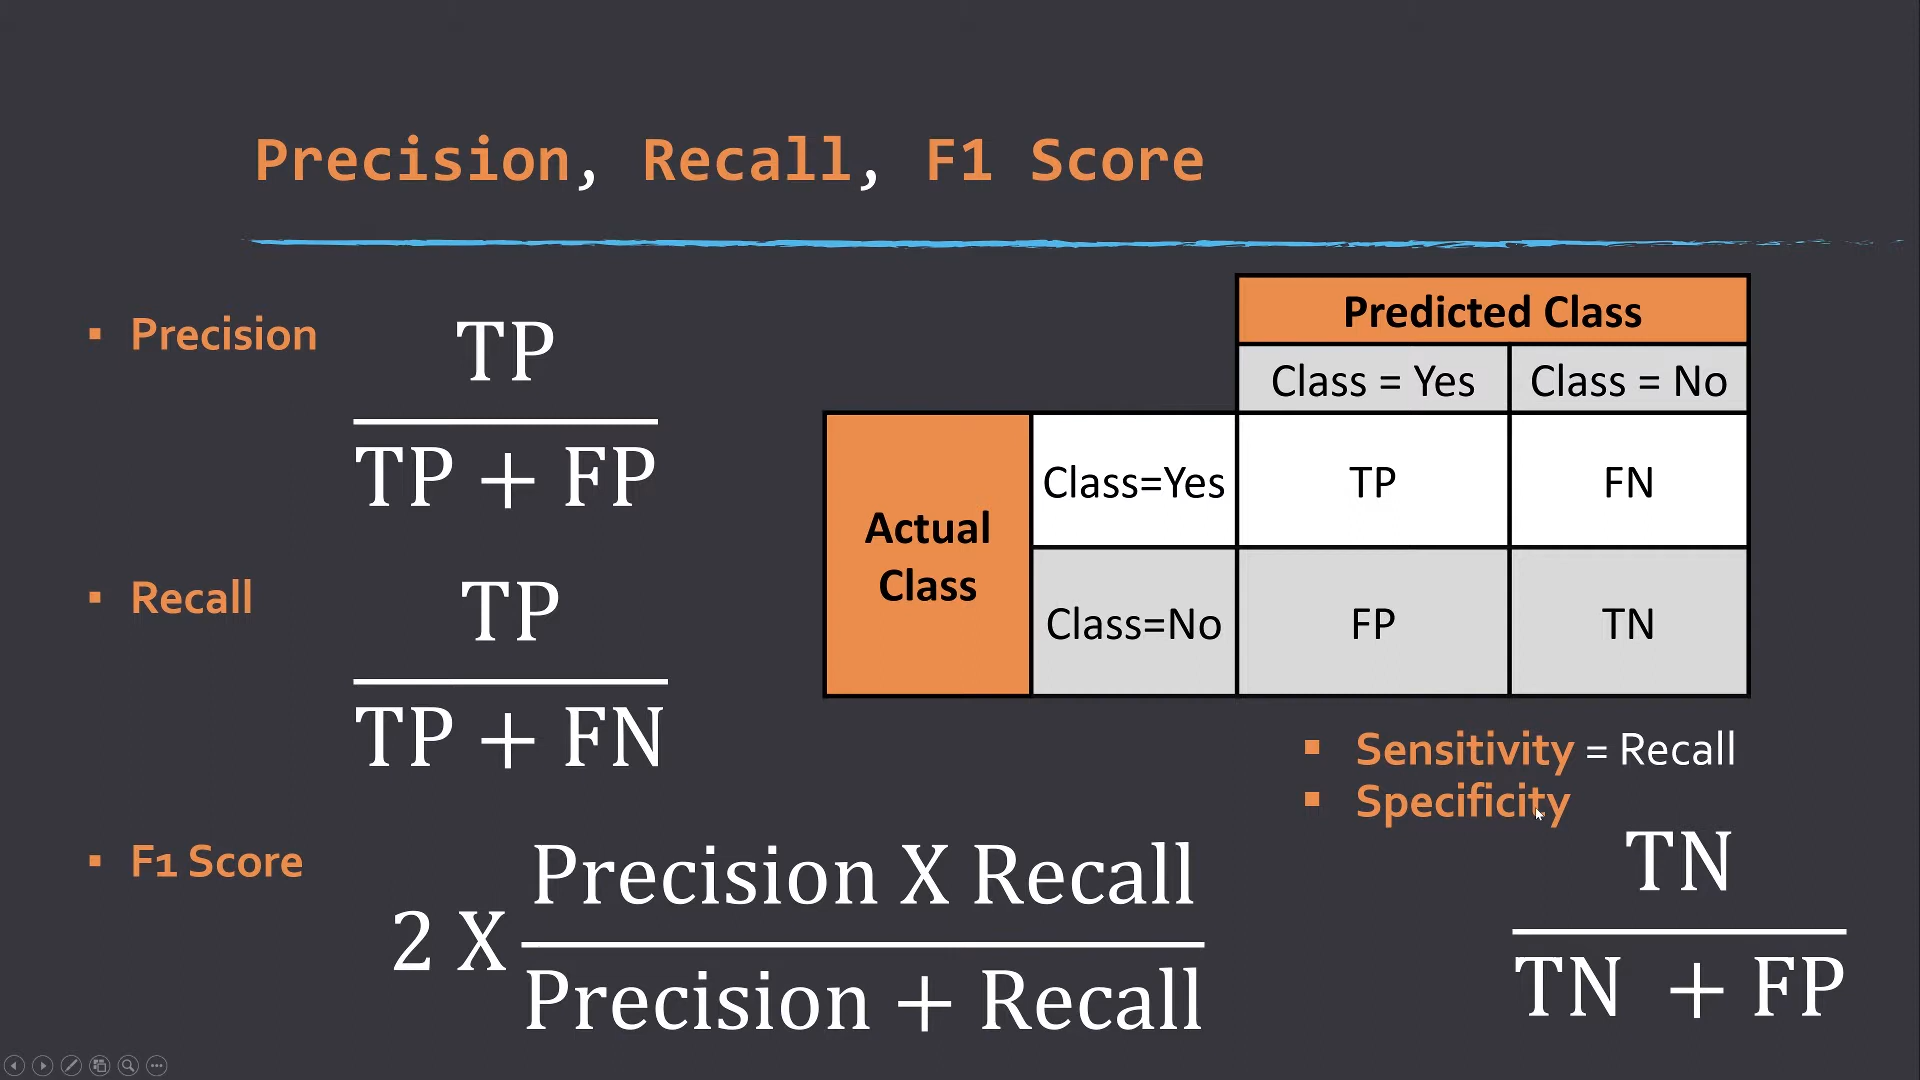 Precision, Recall, F1 Score
▪ Precision
TP
TP + FP
▪ Recall
TP
TP + FN
▪ F1 Score
2 X
Precision X Recall
Precision + Recall
Predicted Class
Class = Yes Class = No
Actual
Class
Class=Yes TP FN
Class=No FP TN
▪ Sensitivity = Recall
▪ Specificity
TN
TN + FP